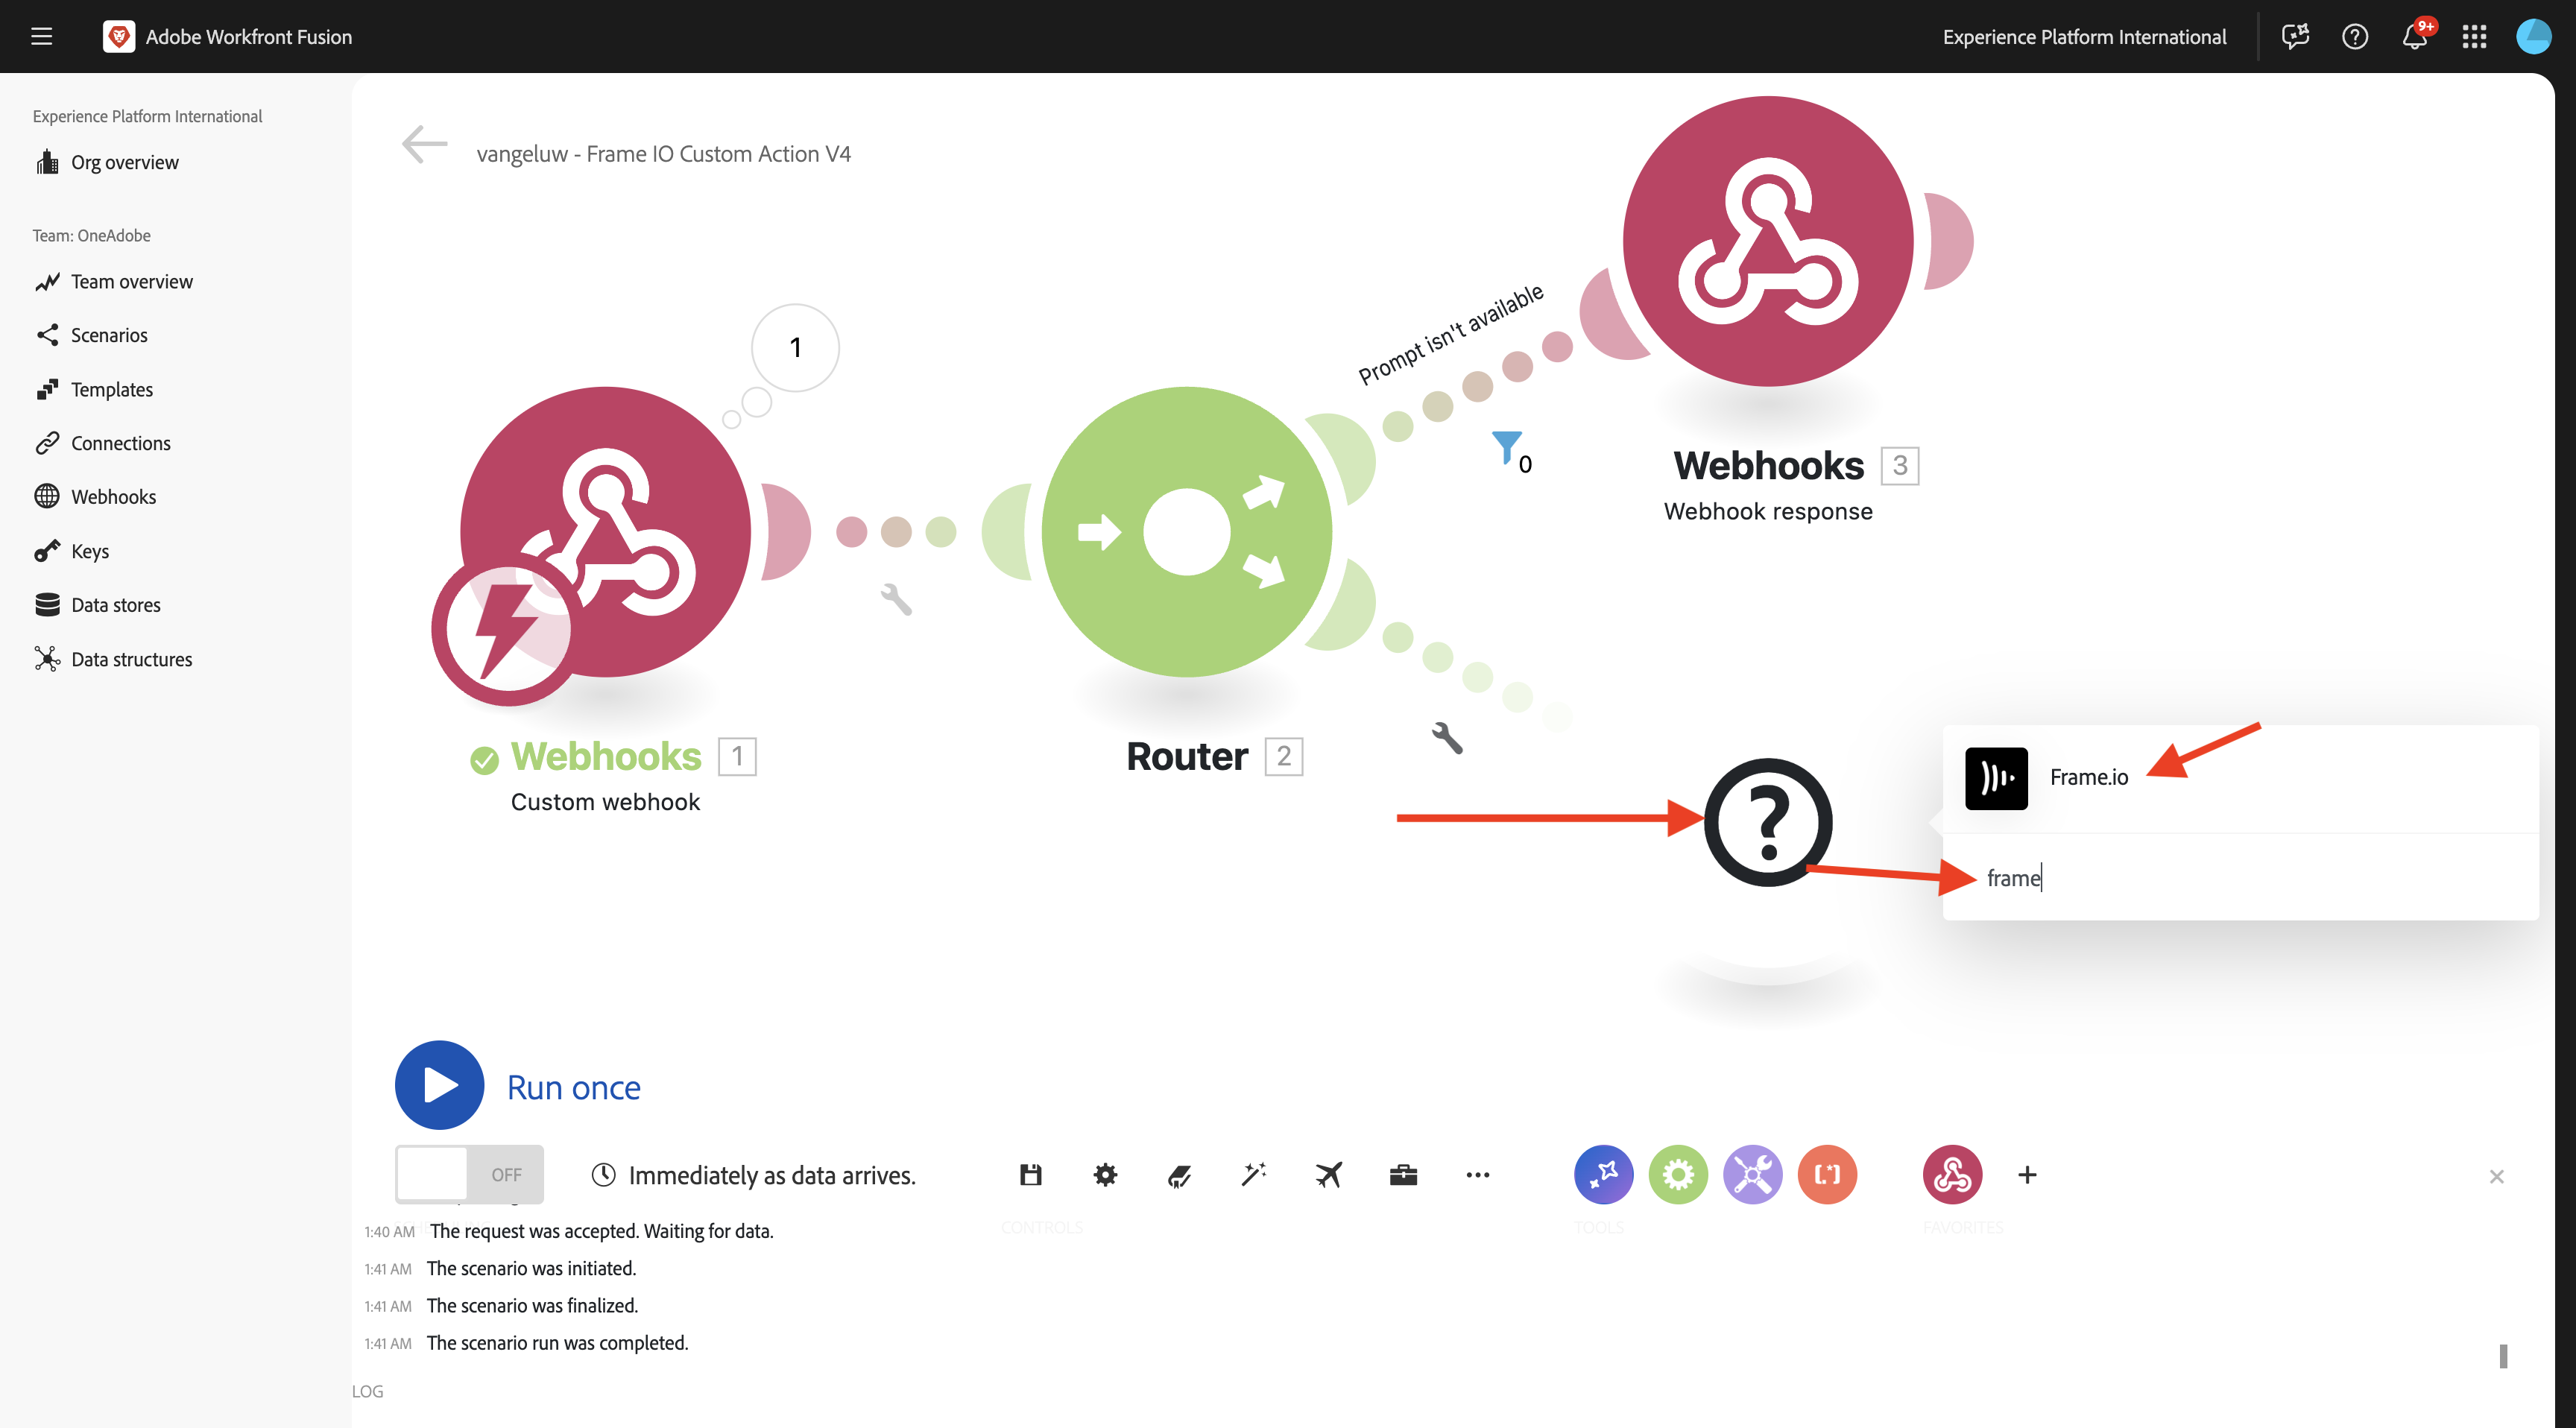 Adobe Workfront Fusion
Experience Platform International
9+
Experience Platform International
Org overview
Team: OneAdobe
Team overview
Scenarios
Templates
Connections
Webhooks
Keys
Data stores
Data structures
vangeluw - Frame IO Custom Action V4
1
Prompt isn't available
0
Webhooks 3
Webhook response
Webhooks 1
Custom webhook
Router 2
?
Frame.io
frame
Run once
OFF
Immediately as data arrives.
CONTROLS
TOOLS
FAVORITES
1:40 AM The request was accepted. Waiting for data.
1:41 AM The scenario was initiated.
1:41 AM The scenario was finalized.
1:41 AM The scenario run was completed.
LOG